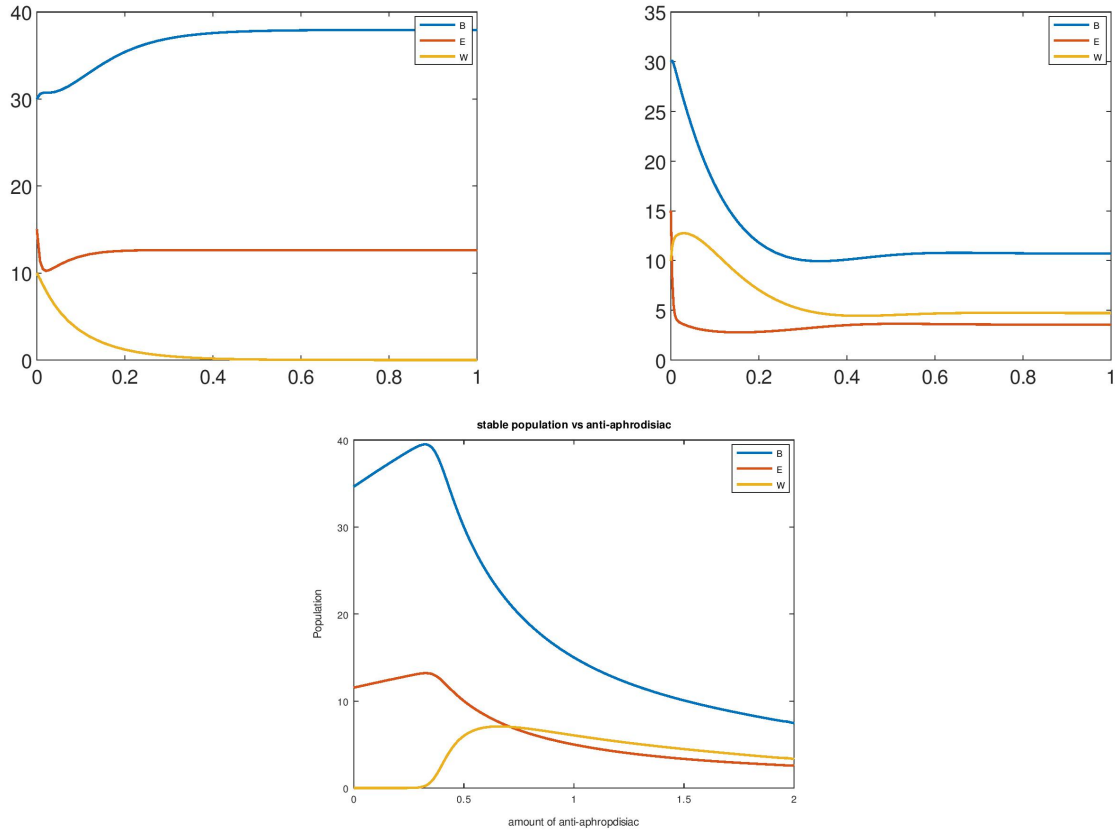 40
30
20
10
0
0 0.2 0.4 0.6 0.8 1
B
E
W
35
30
25
20
15
10
5
0
0 0.2 0.4 0.6 0.8 1
B
E
W
stable population vs anti-aphrodisiac
Population
40
30
20
10
0
0 0.5 1 1.5 2
B
E
W
amount of anti-aphropdisiac